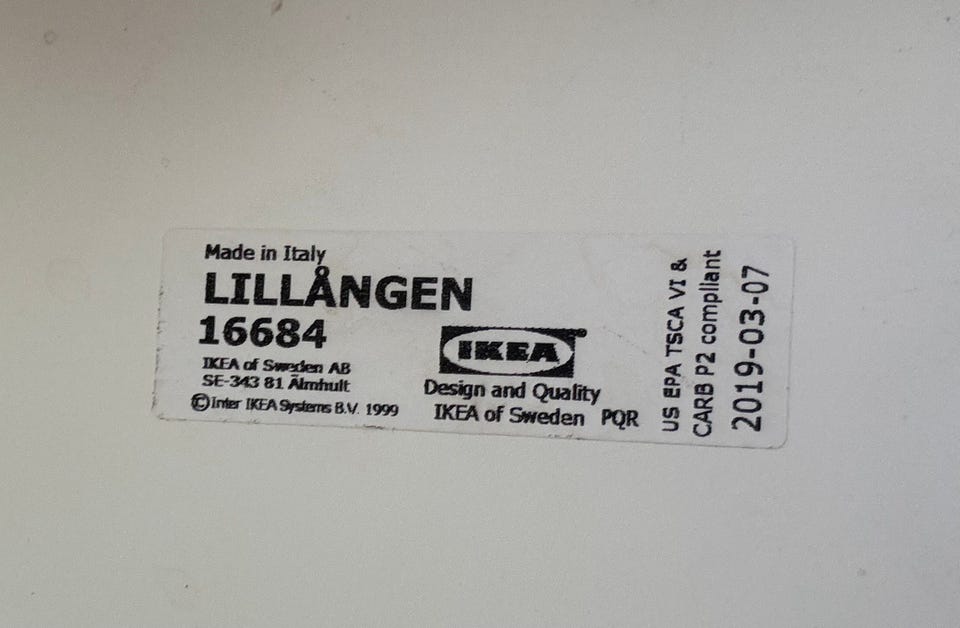 Made in Italy
LILLÅNGEN
16684
IKEA of Sweden AB
SE-343 81 Älmhult
© Inter IKEA Systems B.V. 1999
IKEA
Design and Quality
IKEA of Sweden PQR
US EPA TSCA VI &
CARB P2 compliant
2019-03-07